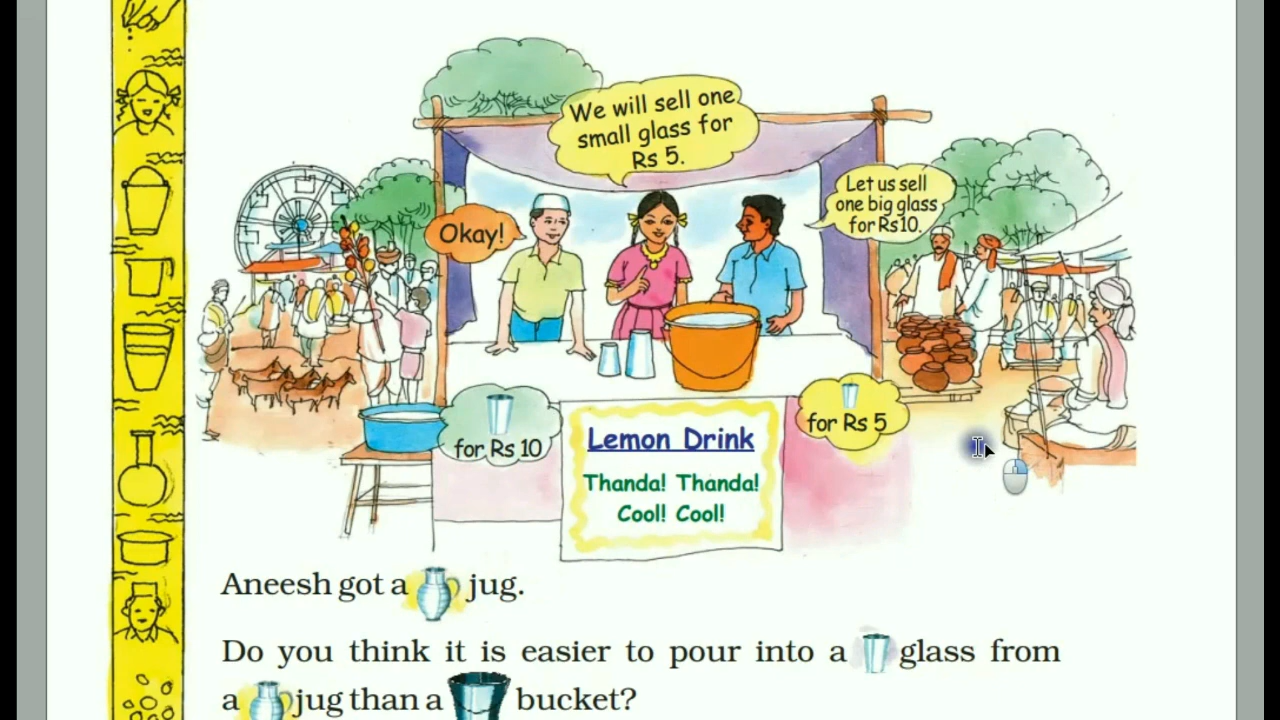 We will sell one
small glass for
Rs 5.
Let us sell
one big glass
for Rs10.
Okay!
for Rs 10
for Rs 5
Lemon Drink
Thanda! Thanda!
Cool! Cool!
Aneesh got a jug.
Do you think it is easier to pour into a glass from
a jug than a bucket?